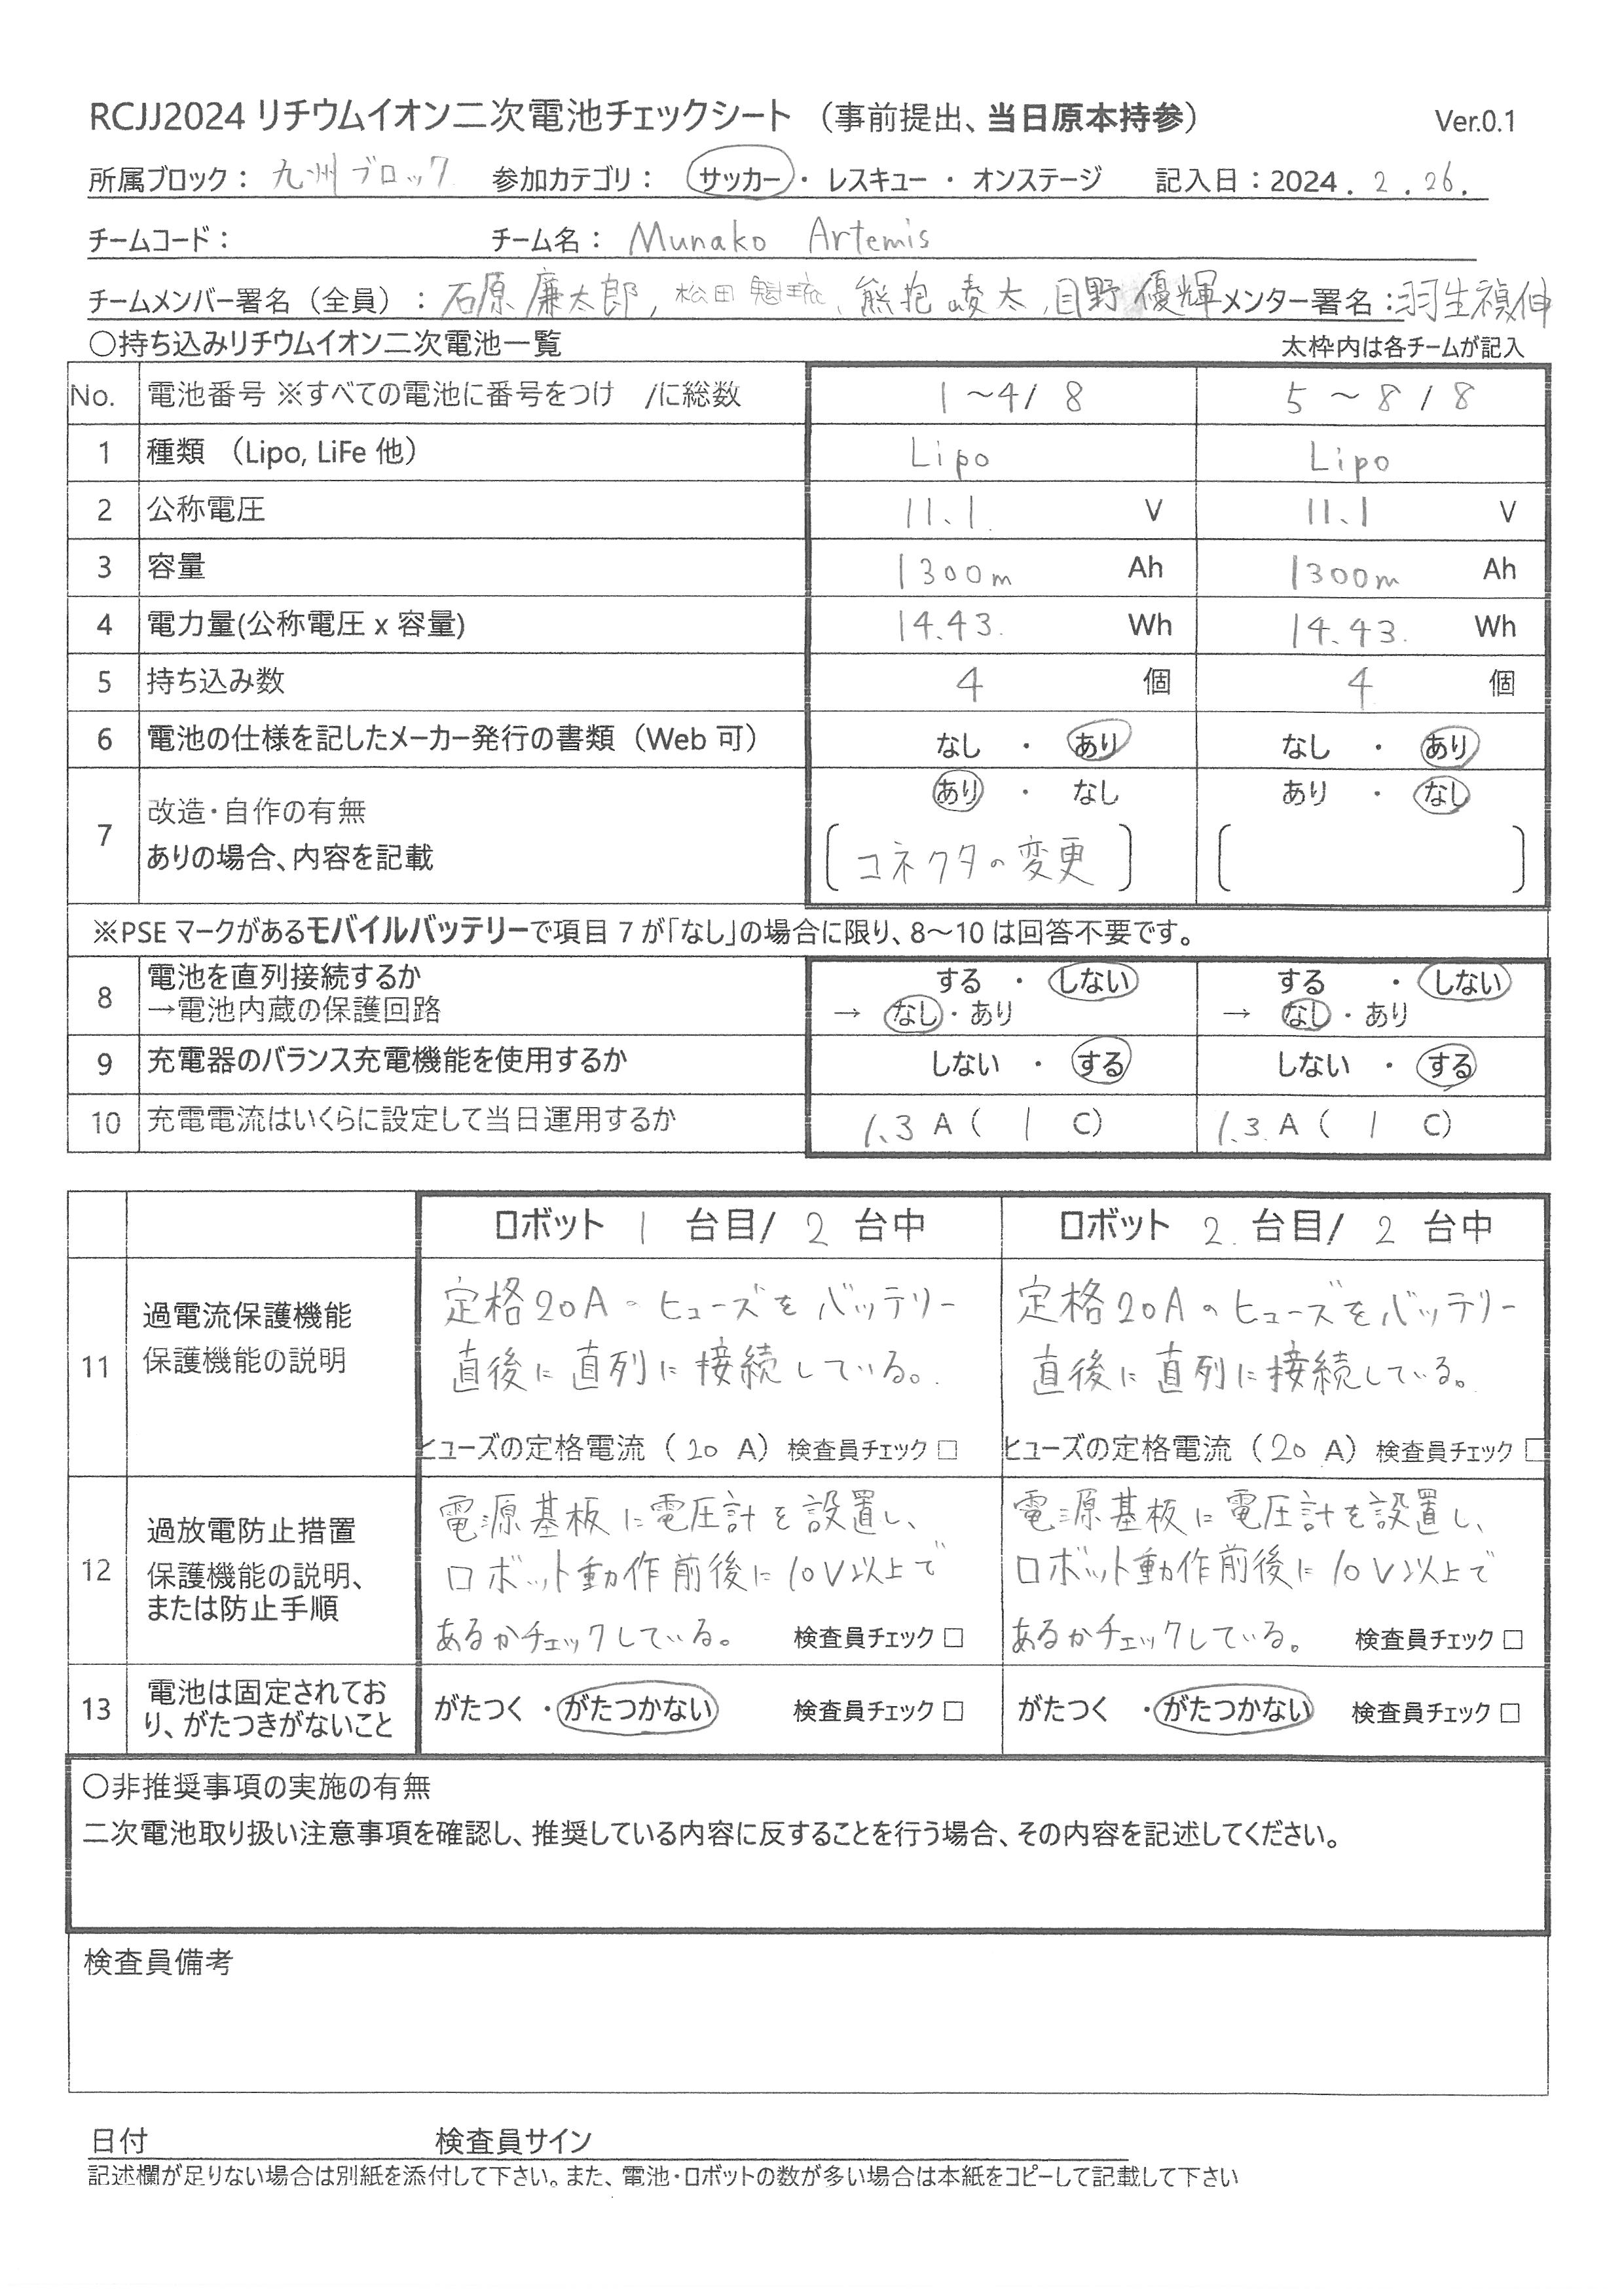 RCJJ2024 リチウムイオン二次電池チェックシート （事前提出、当日原本持参） Ver.0.1
所属ブロック： 九州ブロック 参加カテゴリ： サッカー ・ レスキュー ・ オンステージ 記入日：2024 . 2 . 26 .
チームコード： チーム名： Munako Artemis
チームメンバー署名（全員）： 石原 廉太郎, 松田 魁琉, 熊抱 崚太, 日野 優輝 メンター署名：羽生禎伸
○持ち込みリチウムイオン二次電池一覧 太枠内は各チームが記入
No. 電池番号 ※すべての電池に番号をつけ /に総数 1 〜4/ 8 5 〜 8 / 8
1 種類 （Lipo, LiFe 他） Lipo Lipo
2 公称電圧 11.1 V 11.1 V
3 容量 1300m Ah 1300m Ah
4 電力量(公称電圧 x 容量) 14.43 Wh 14.43 Wh
5 持ち込み数 4 個 4 個
6 電池の仕様を記したメーカー発行の書類（Web 可） なし ・ あり なし ・ あり
7 改造・自作の有無 あり ・ なし あり ・ なし
ありの場合、内容を記載 [ コネクタの変更 ] [ ]
※PSE マークがあるモバイルバッテリーで項目 7 が「なし」の場合に限り、8〜10 は回答不要です。
8 電池を直列接続するか する ・ しない する ・ しない
→電池内蔵の保護回路 → なし ・ あり → なし ・ あり
9 充電器のバランス充電機能を使用するか しない ・ する しない ・ する
10 充電電流はいくらに設定して当日運用するか 1.3 A ( 1 C) 1.3 A ( 1 C)
ロボット 1 台目/ 2 台中 ロボット 2 台目/ 2 台中
11 過電流保護機能
保護機能の説明
定格20Aのヒューズをバッテリー
直後に直列に接続している。
ヒューズの定格電流（ 20 A）検査員チェック □
定格20Aのヒューズをバッテリー
直後に直列に接続している。
ヒューズの定格電流（ 20 A）検査員チェック □
12 過放電防止措置
保護機能の説明、
または防止手順
電源基板に電圧計を設置し、
ロボット動作前後に10V以上で
あるかチェックしている。 検査員チェック □
電源基板に電圧計を設置し、
ロボット動作前後に10V以上で
あるかチェックしている。 検査員チェック □
13 電池は固定されてお
り、がたつきがないこと
がたつく ・ がたつかない 検査員チェック □ がたつく ・ がたつかない 検査員チェック □
○非推奨事項の実施の有無
二次電池取り扱い注意事項を確認し、推奨している内容に反することを行う場合、その内容を記述してください。
検査員備考
日付 検査員サイン
記述欄が足りない場合は別紙を添付して下さい。また、電池・ロボットの数が多い場合は本紙をコピーして記載して下さい